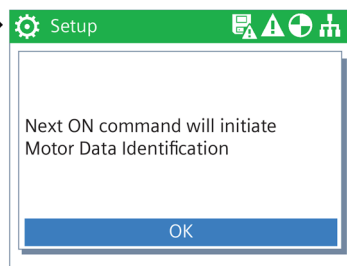 Setup
Next ON command will initiate
Motor Data Identification
OK